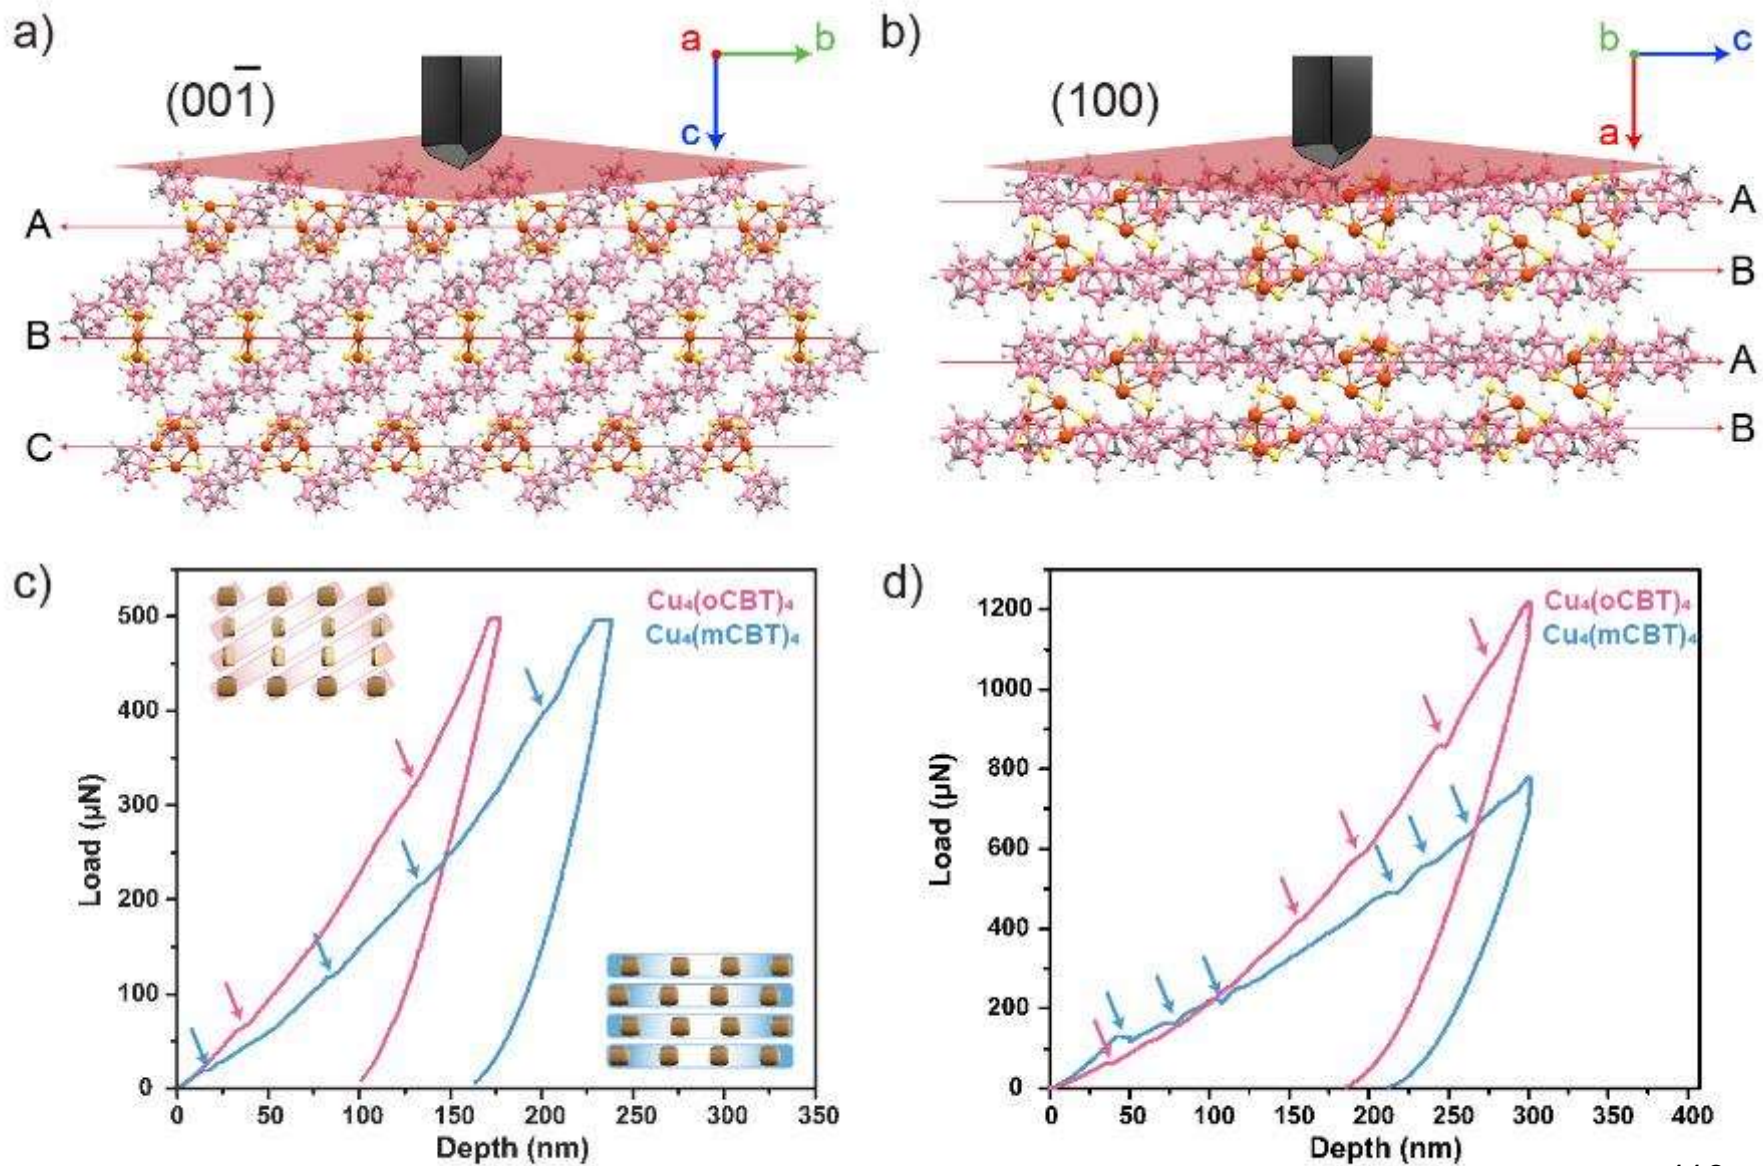 a)
(001̅)
a
b
c
A
B
C
b)
(100)
b
c
a
A
B
A
B
c)
Cu₄(oCBT)₄
Cu₄(mCBT)₄
500
400
300
200
100
0
0 50 100 150 200 250 300 350
Load (µN)
Depth (nm)
d)
Cu₄(oCBT)₄
Cu₄(mCBT)₄
1200
1000
800
600
400
200
0
0 50 100 150 200 250 300 350 400
Load (µN)
Depth (nm)